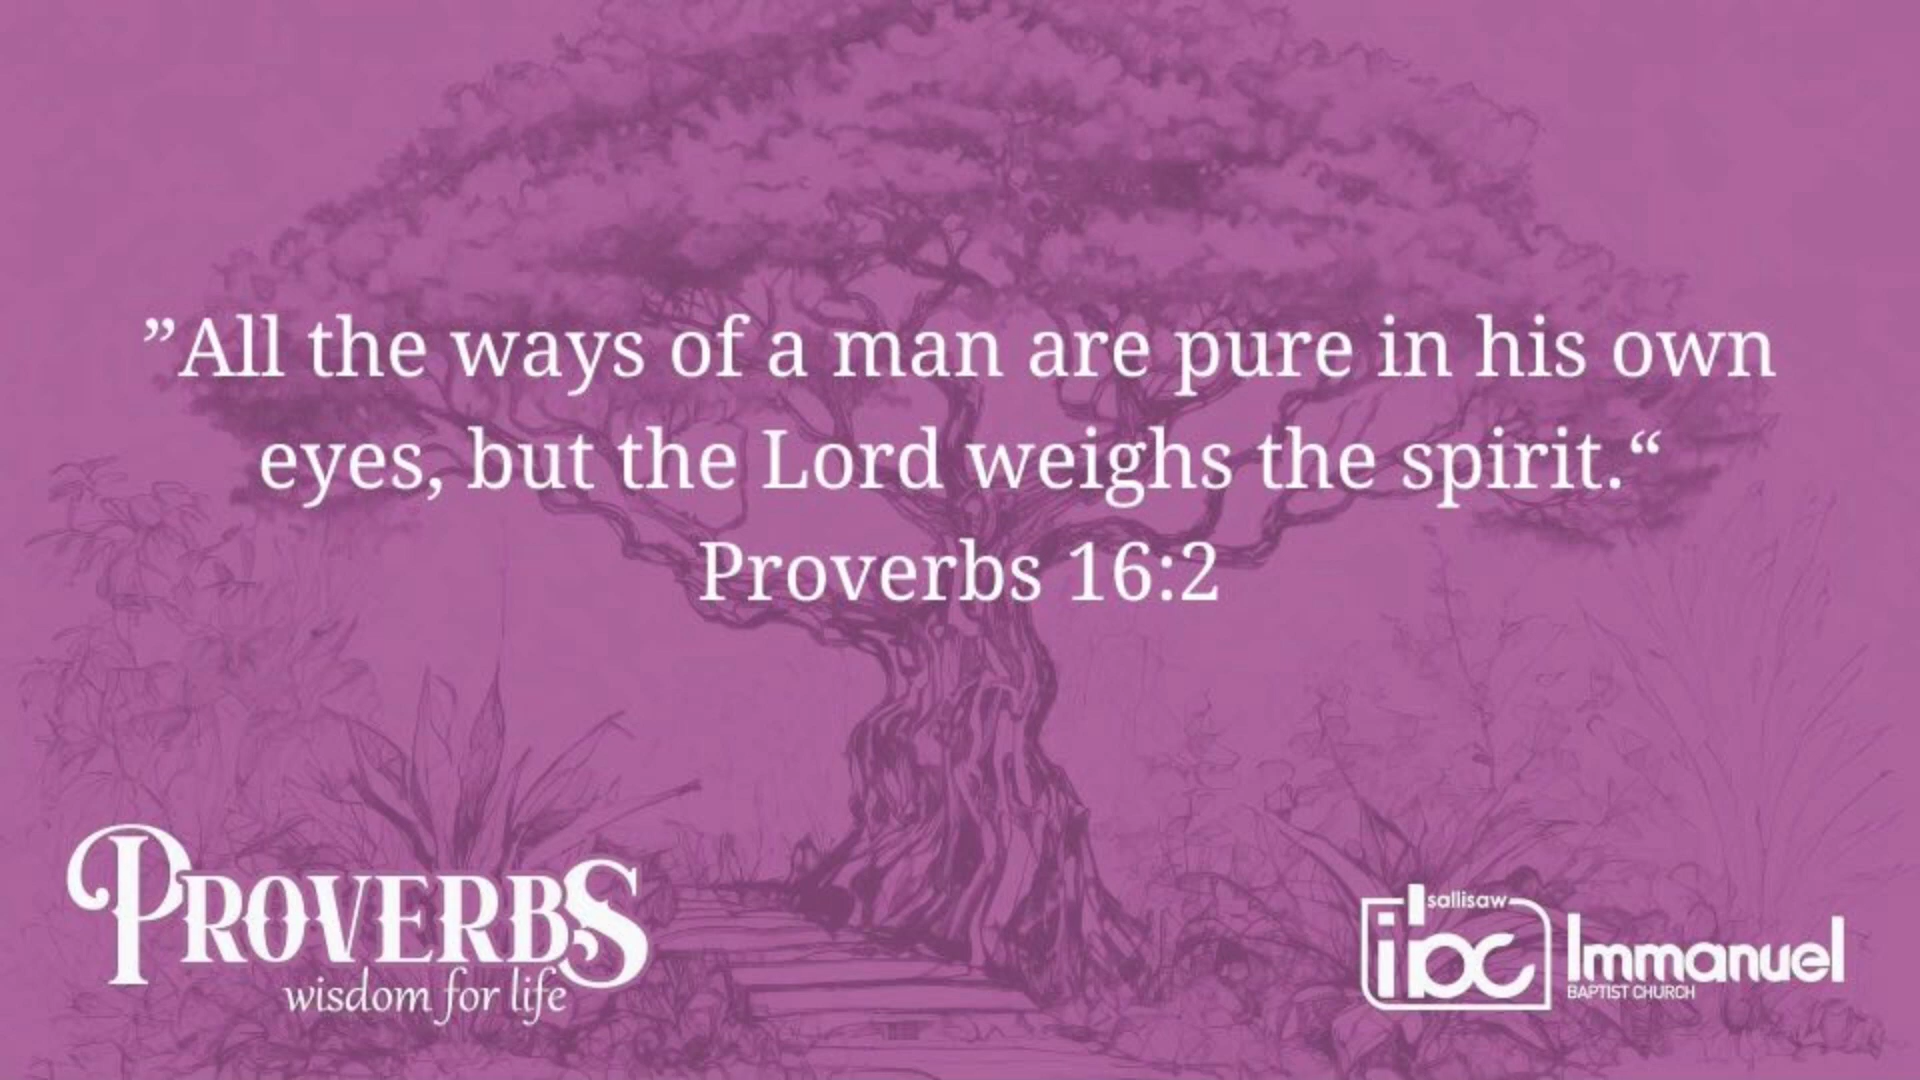 ”All the ways of a man are pure in his own
eyes, but the Lord weighs the spirit.“
Proverbs 16:2
PROVERBS
wisdom for life
sallisaw
ibc
Immanuel
BAPTIST CHURCH